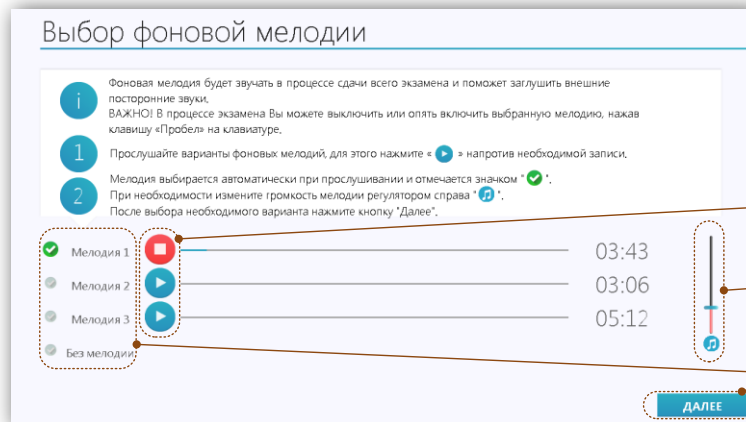 Выбор фоновой мелодии
i
Фоновая мелодия будет звучать в процессе сдачи всего экзамена и поможет заглушить внешние
посторонние звуки.
ВАЖНО! В процессе экзамена Вы можете выключить или опять включить выбранную мелодию, нажав
клавишу «Пробел» на клавиатуре.
1
Прослушайте варианты фоновых мелодий, для этого нажмите « » напротив необходимой записи.
2
Мелодия выбирается автоматически при прослушивании и отмечается значком " ".
При необходимости измените громкость мелодии регулятором справа " ".
После выбора необходимого варианта нажмите кнопку "Далее".
Мелодия 1 03:43
Мелодия 2 03:06
Мелодия 3 05:12
Без мелодии
ДАЛЕЕ